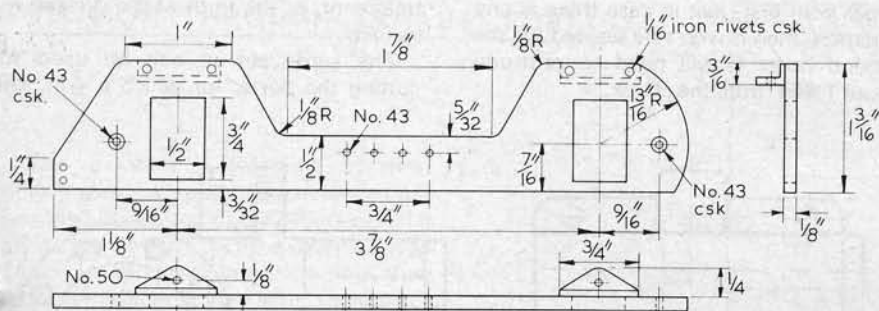 1"
1 7/8"
1/8"R
1/16" iron rivets csk.
No. 43 csk.
1/8"R
No. 43
5/32"
13/16"R
3/16"
1 3/16"
1/4"
1/2"
3/4"
1/2"
7/16"
No. 43 csk
9/16"
3/32"
3/4"
9/16"
1/8"
1 1/8"
3 7/8"
3/4"
No. 50
1/8"
1/4